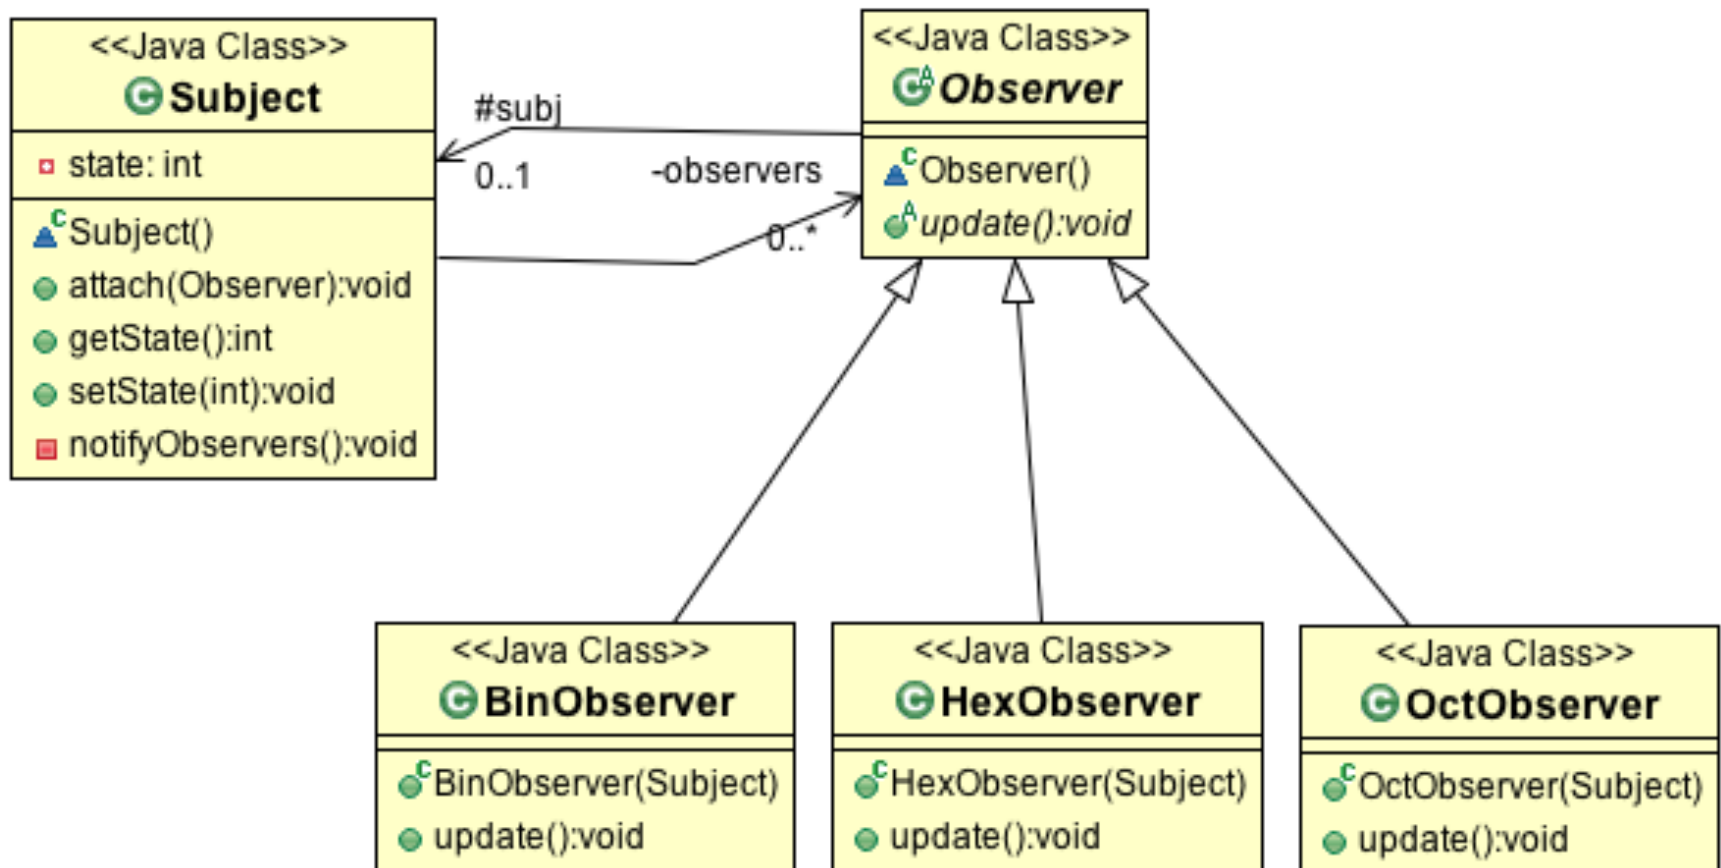 <<Java Class>>
Subject
state: int
Subject()
attach(Observer):void
getState():int
setState(int):void
notifyObservers():void
#subj
0..1
-observers
0..*
<<Java Class>>
Observer
Observer()
update():void
<<Java Class>>
BinObserver
BinObserver(Subject)
update():void
<<Java Class>>
HexObserver
HexObserver(Subject)
update():void
<<Java Class>>
OctObserver
OctObserver(Subject)
update():void